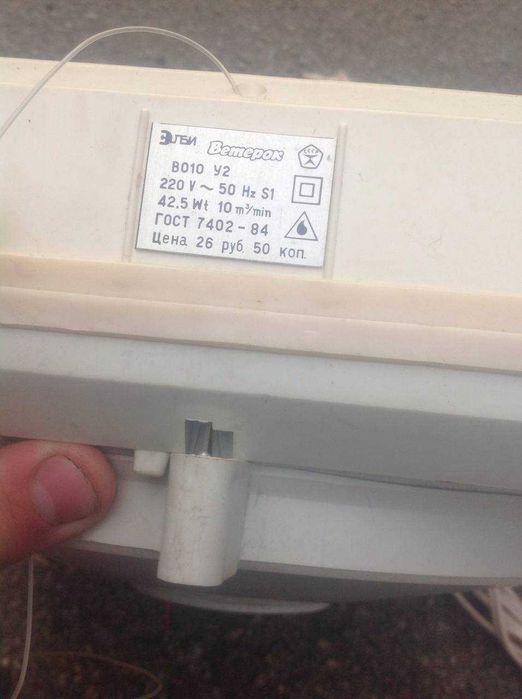 ЭЛБИ Ветерок
ВО10 У2
220 V ~ 50 Hz S1
42.5 Wt 10 m³/min
ГОСТ 7402-84
Цена 26 руб. 50 коп.